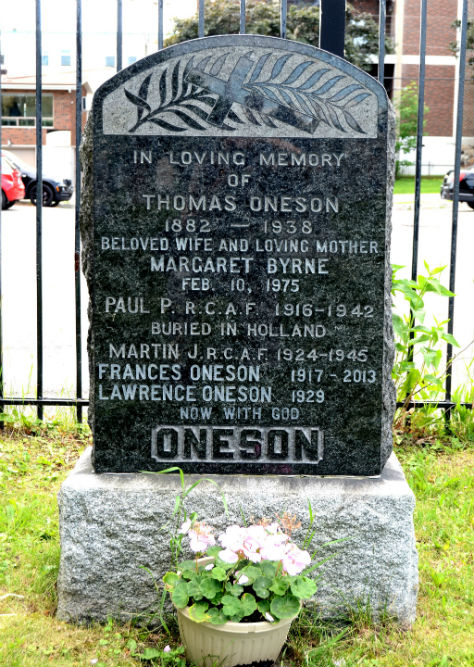 IN LOVING MEMORY
OF
THOMAS ONESON
1882 — 1938
BELOVED WIFE AND LOVING MOTHER
MARGARET BYRNE
FEB. 10, 1975
PAUL P. R.C.A.F. 1916-1942
BURIED IN HOLLAND
MARTIN J. R.C.A.F. 1924-1945
FRANCES ONESON 1917-2013
LAWRENCE ONESON 1929
NOW WITH GOD
ONESON